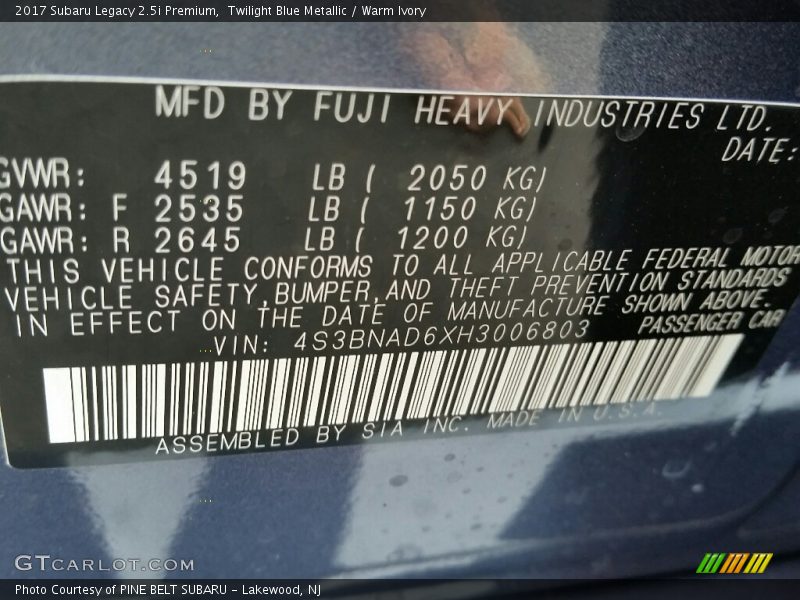 2017 Subaru Legacy 2.5i Premium,  Twilight Blue Metallic / Warm Ivory
MFD BY FUJI HEAVY INDUSTRIES LTD.
DATE:
GVWR: 4519 LB ( 2050 KG)
GAWR: F 2535 LB ( 1150 KG)
GAWR: R 2645 LB ( 1200 KG)
THIS VEHICLE CONFORMS TO ALL APPLICABLE FEDERAL MOTOR
VEHICLE SAFETY,BUMPER,AND THEFT PREVENTION STANDARDS
IN EFFECT ON THE DATE OF MANUFACTURE SHOWN ABOVE.
VIN: 4S3BNAD6XH3006803 PASSENGER CAR
ASSEMBLED BY SIA INC. MADE IN U.S.A.
GTCARLOT.COM
Photo Courtesy of PINE BELT SUBARU - Lakewood, NJ